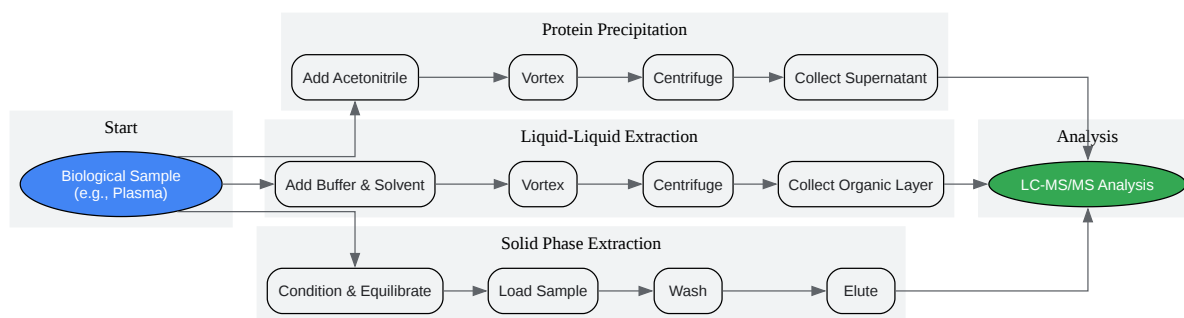 Protein Precipitation
Add Acetonitrile
Vortex
Centrifuge
Collect Supernatant
Start
Biological Sample
(e.g., Plasma)
Liquid-Liquid Extraction
Add Buffer & Solvent
Vortex
Centrifuge
Collect Organic Layer
Analysis
LC-MS/MS Analysis
Solid Phase Extraction
Condition & Equilibrate
Load Sample
Wash
Elute